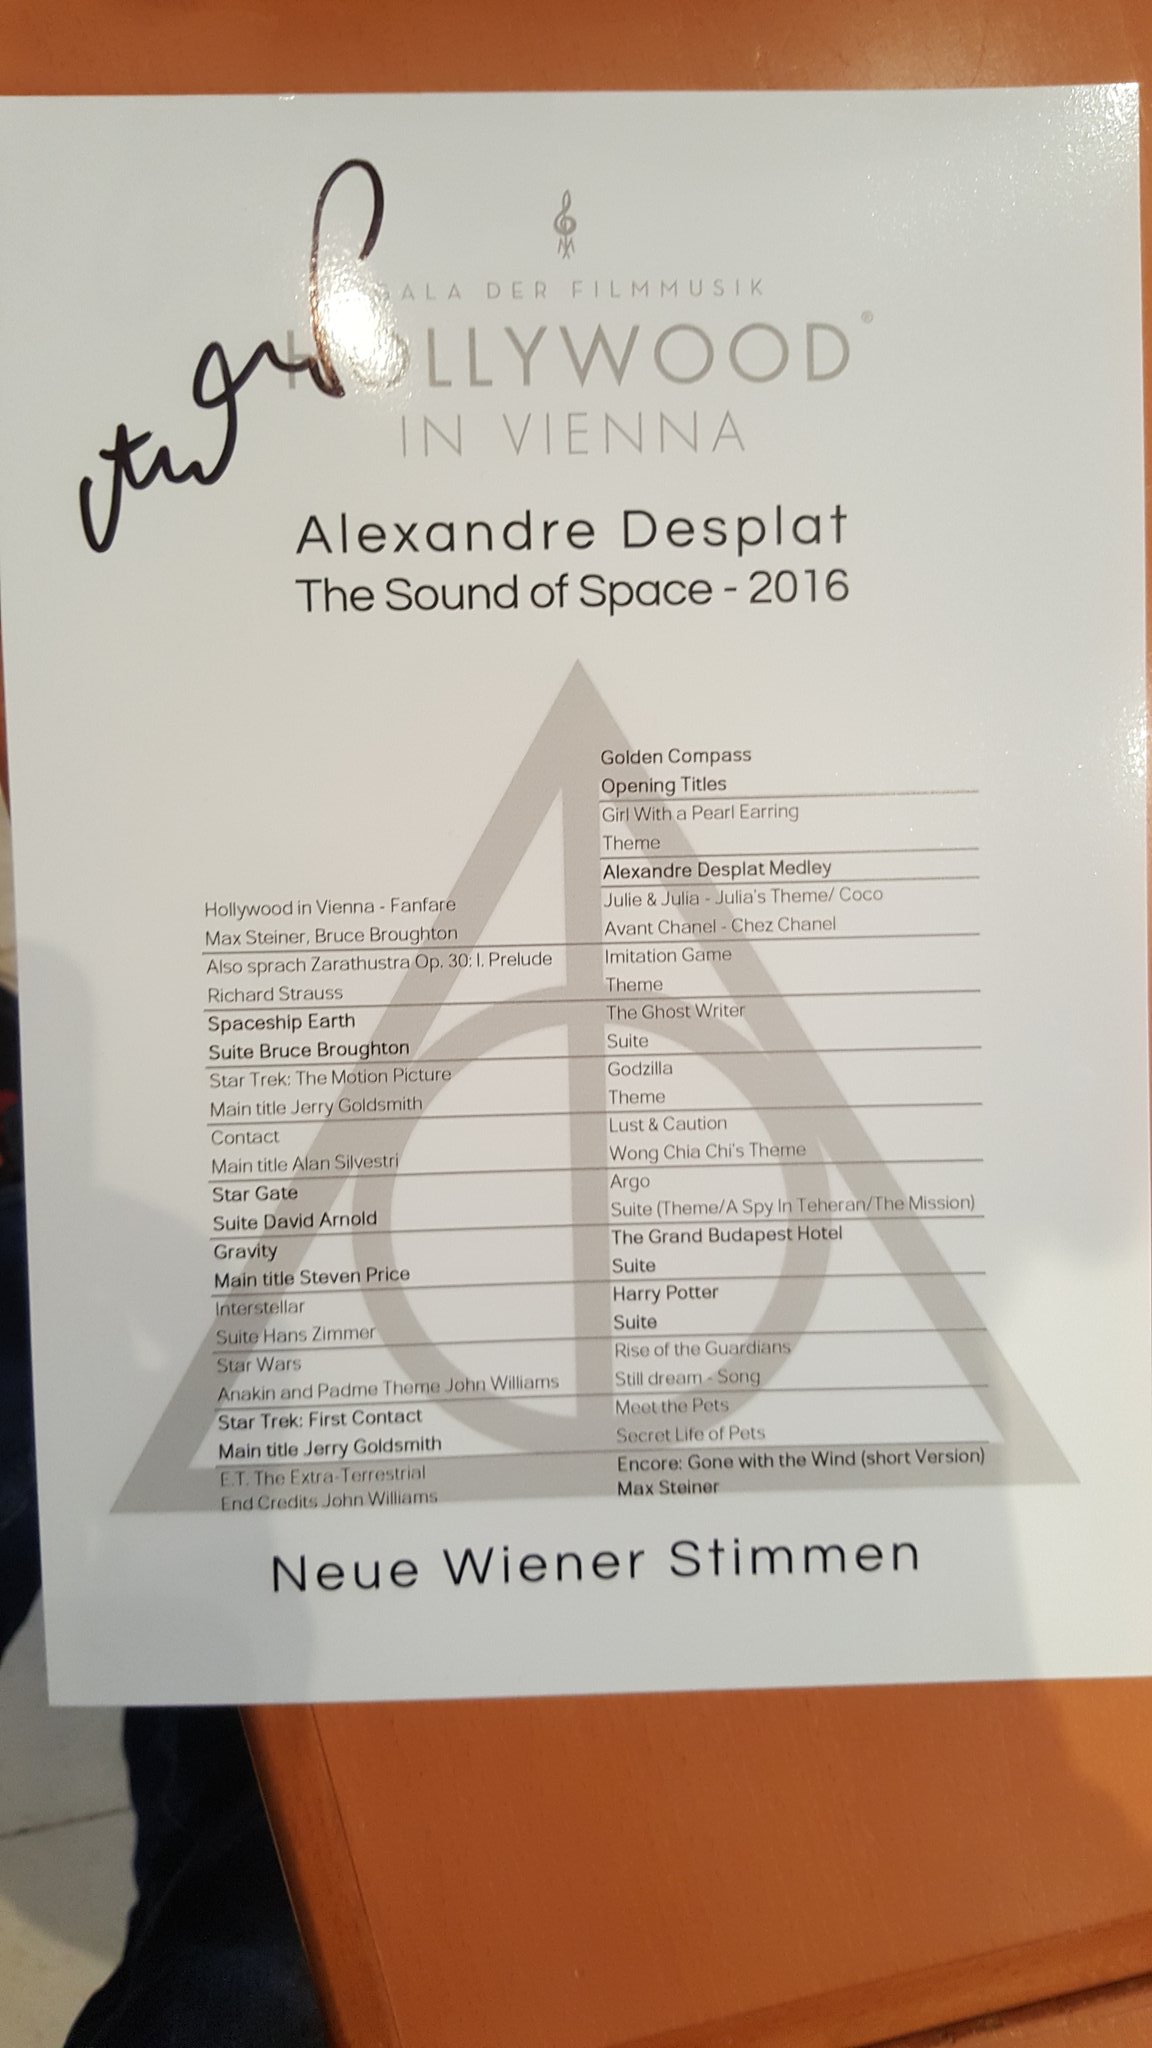 GALA DER FILMMUSIK
HOLLYWOOD®
IN VIENNA
Alexandre Desplat
The Sound of Space - 2016
Hollywood in Vienna - Fanfare
Max Steiner, Bruce Broughton
Also sprach Zarathustra Op. 30: I. Prelude
Richard Strauss
Spaceship Earth
Suite Bruce Broughton
Star Trek: The Motion Picture
Main title Jerry Goldsmith
Contact
Main title Alan Silvestri
Star Gate
Suite David Arnold
Gravity
Main title Steven Price
Interstellar
Suite Hans Zimmer
Star Wars
Anakin and Padme Theme John Williams
Star Trek: First Contact
Main title Jerry Goldsmith
E.T. The Extra-Terrestrial
End Credits John Williams
Golden Compass
Opening Titles
Girl With a Pearl Earring
Theme
Alexandre Desplat Medley
Julie & Julia - Julia's Theme/ Coco
Avant Chanel - Chez Chanel
Imitation Game
Theme
The Ghost Writer
Suite
Godzilla
Theme
Lust & Caution
Wong Chia Chi's Theme
Argo
Suite (Theme/A Spy In Teheran/The Mission)
The Grand Budapest Hotel
Suite
Harry Potter
Suite
Rise of the Guardians
Still dream - Song
Meet the Pets
Secret Life of Pets
Encore: Gone with the Wind (short Version)
Max Steiner
Neue Wiener Stimmen